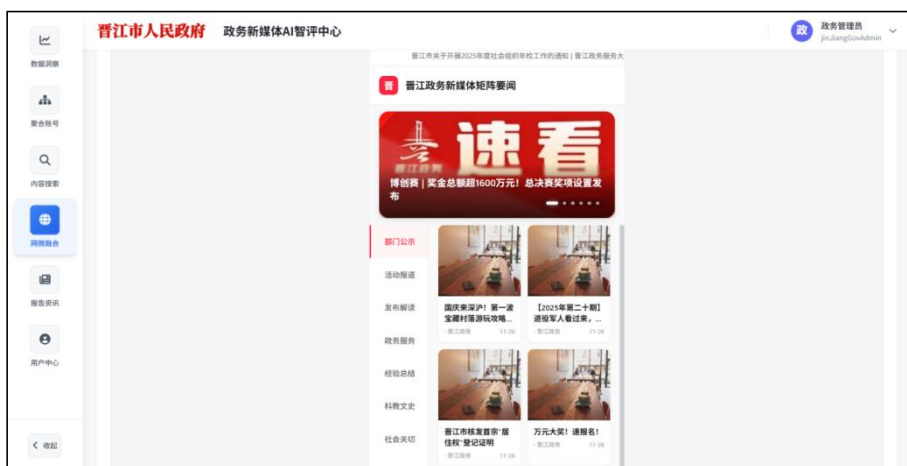 晋江市人民政府 政务新媒体AI智评中心
政
政务管理员
jinJiangGovAdmin
数据洞察
聚合账号
内容搜索
网微融合
报告资讯
用户中心
收起
晋江市关于开展2025年度社会组织年检工作的通知 | 晋江政务服务大
晋
晋江政务新媒体矩阵要闻
速看
晋江政务
博创赛 | 奖金总额超1600万元！总决赛奖项设置发
布
部门公示
活动报道
发布解读
政务服务
经验总结
科教文史
社会关切
国庆来深沪！第一波
宝藏村落游玩攻略...
- 晋江政务 11-26
【2025年第二十期】
退役军人看过来，...
- 晋江政务 11-26
晋江市核发首宗“居
住权”登记证明
- 晋江政务 11-26
万元大奖！速报名！
- 晋江政务 11-26